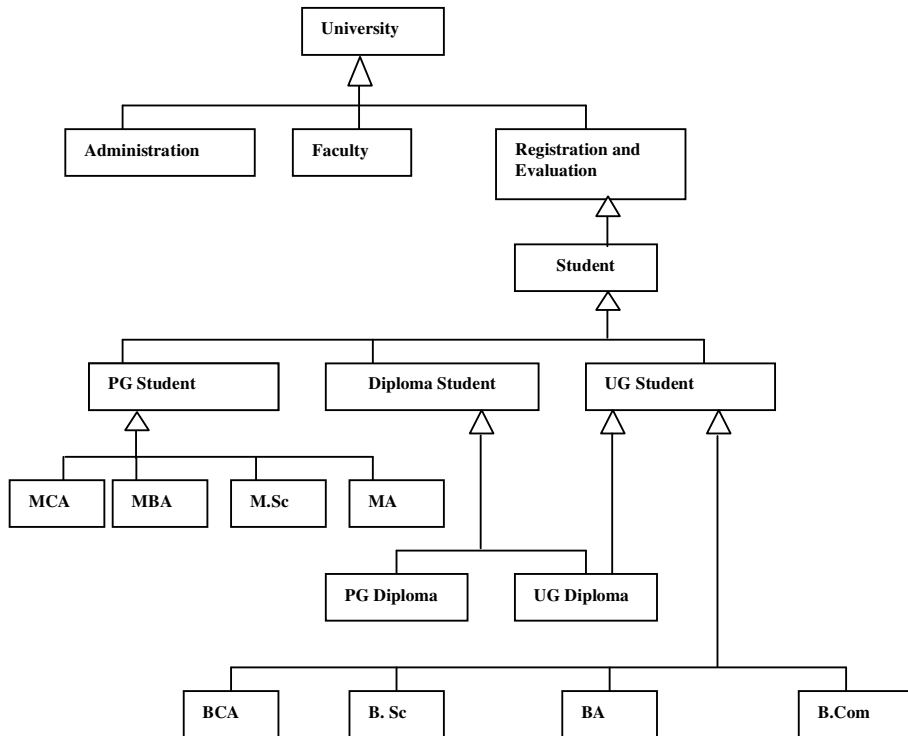 University
Administration
Faculty
Registration and
Evaluation
Student
PG Student
Diploma Student
UG Student
MCA
MBA
M.Sc
MA
PG Diploma
UG Diploma
BCA
B. Sc
BA
B.Com